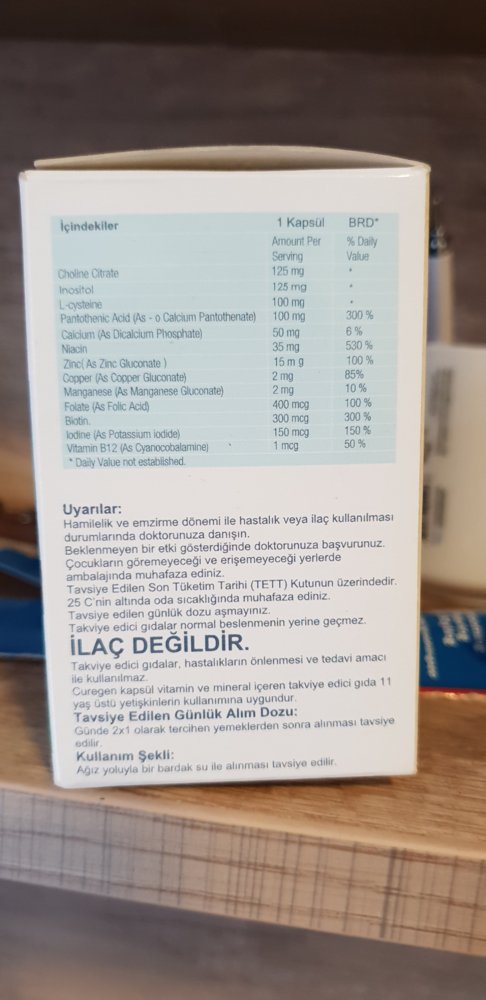 İçindekiler 1 Kapsül BRD*
Amount Per % Daily
Serving Value
Choline Citrate 125 mg *
Inositol 125 mg *
L-cysteine 100 mg *
Pantothenic Acid (As - o Calcium Pantothenate) 100 mg 300 %
Calcium (As Dicalcium Phosphate) 50 mg 6 %
Niacin 35 mg 530 %
Zinc( As Zinc Gluconate ) 15 m g 100 %
Copper (As Copper Gluconate) 2 mg 85%
Manganese (As Manganese Gluconate) 2 mg 10 %
Folate (As Folic Acid) 400 mcg 100 %
Biotin. 300 mcg 300 %
Iodine (As Potassium iodide) 150 mcg 150 %
Vitamin B12 (As Cyanocobalamine) 1 mcg 50 %
* Daily Value not established.
Uyarılar:
Hamilelik ve emzirme dönemi ile hastalık veya ilaç kullanılması
durumlarında doktorunuza danışın.
Beklenmeyen bir etki gösterdiğinde doktorunuza başvurunuz.
Çocukların göremeyeceği ve erişemeyeceği yerlerde
ambalajında muhafaza ediniz.
Tavsiye Edilen Son Tüketim Tarihi (TETT) Kutunun üzerindedir.
25 C'nin altında oda sıcaklığında muhafaza ediniz.
Tavsiye edilen günlük dozu aşmayınız.
Takviye edici gıdalar normal beslenmenin yerine geçmez.
İLAÇ DEĞİLDİR.
Takviye edici gıdalar, hastalıkların önlenmesi ve tedavi amacı
ile kullanılmaz.
Curegen kapsül vitamin ve mineral içeren takviye edici gıda 11
yaş üstü yetişkinlerin kullanımına uygundur.
Tavsiye Edilen Günlük Alım Dozu:
Günde 2x1 olarak tercihen yemeklerden sonra alınması tavsiye
edilir.
Kullanım Şekli:
Ağız yoluyla bir bardak su ile alınması tavsiye edilir.